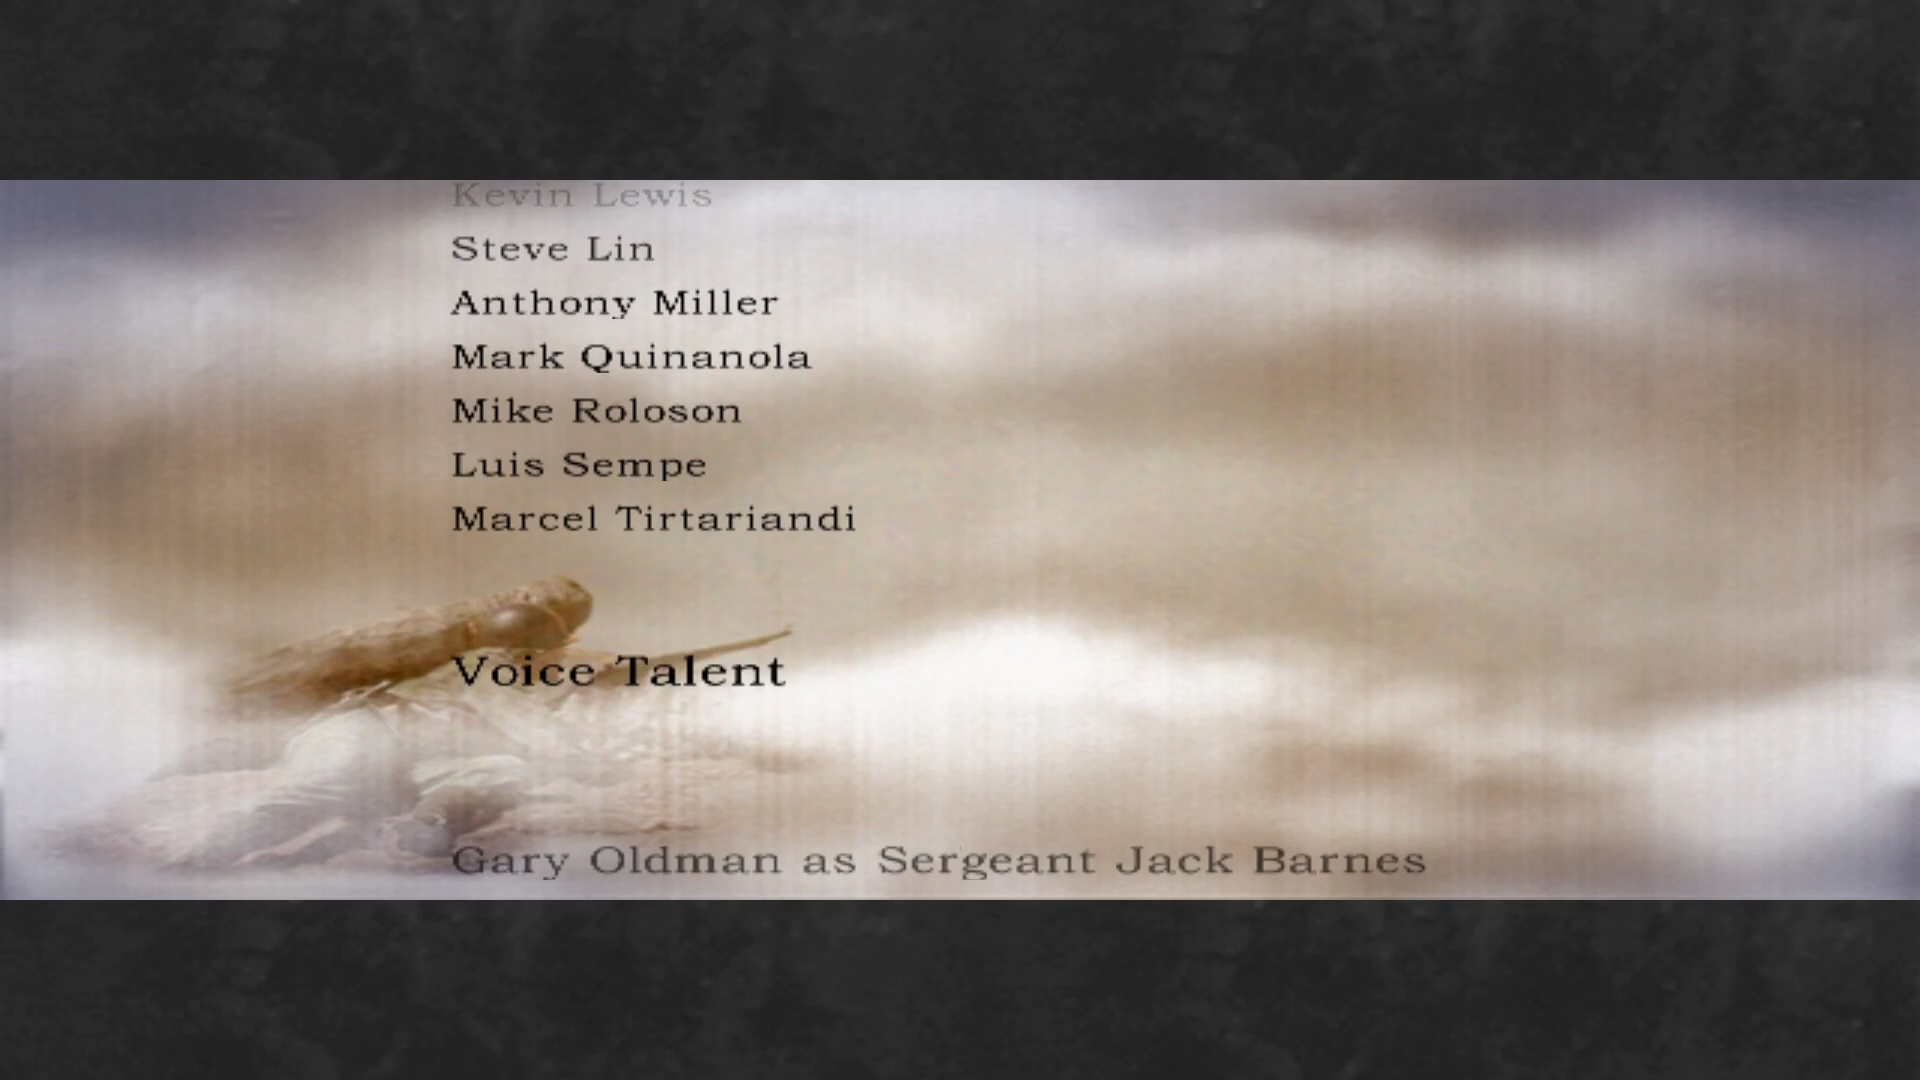 Kevin Lewis
Steve Lin
Anthony Miller
Mark Quinanola
Mike Roloson
Luis Sempe
Marcel Tirtariandi
Voice Talent
Gary Oldman as Sergeant Jack Barnes